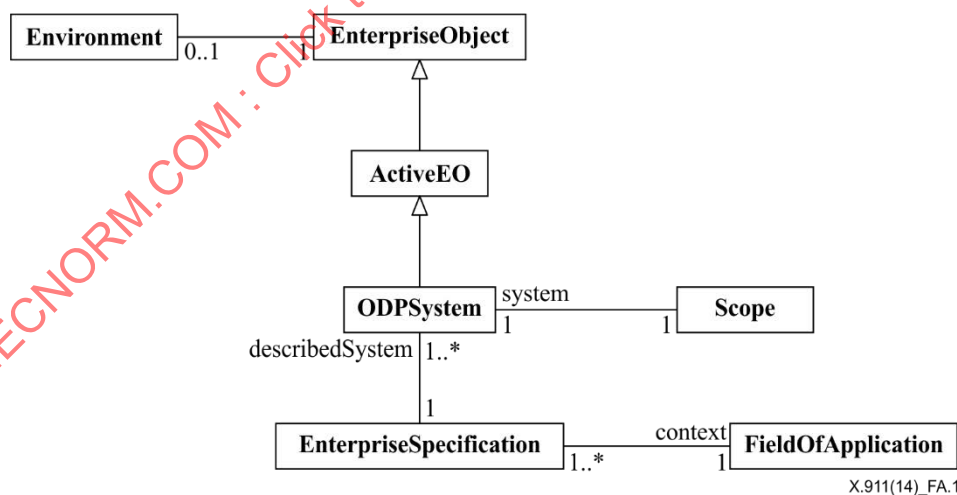 Environment
0..1
1
EnterpriseObject
ActiveEO
ODPSystem
system
1
1
Scope
describedSystem
1..*
1
EnterpriseSpecification
1..*
context
1
FieldOfApplication
X.911(14)_FA.1
ECNORM.COM : Click t